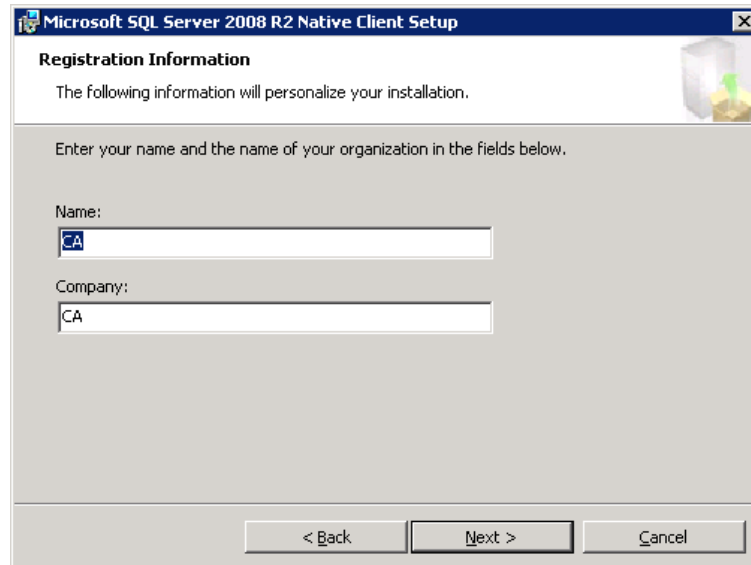 Microsoft SQL Server 2008 R2 Native Client Setup
Registration Information
The following information will personalize your installation.
Enter your name and the name of your organization in the fields below.
Name:
CA
Company:
CA
< Back Next > Cancel